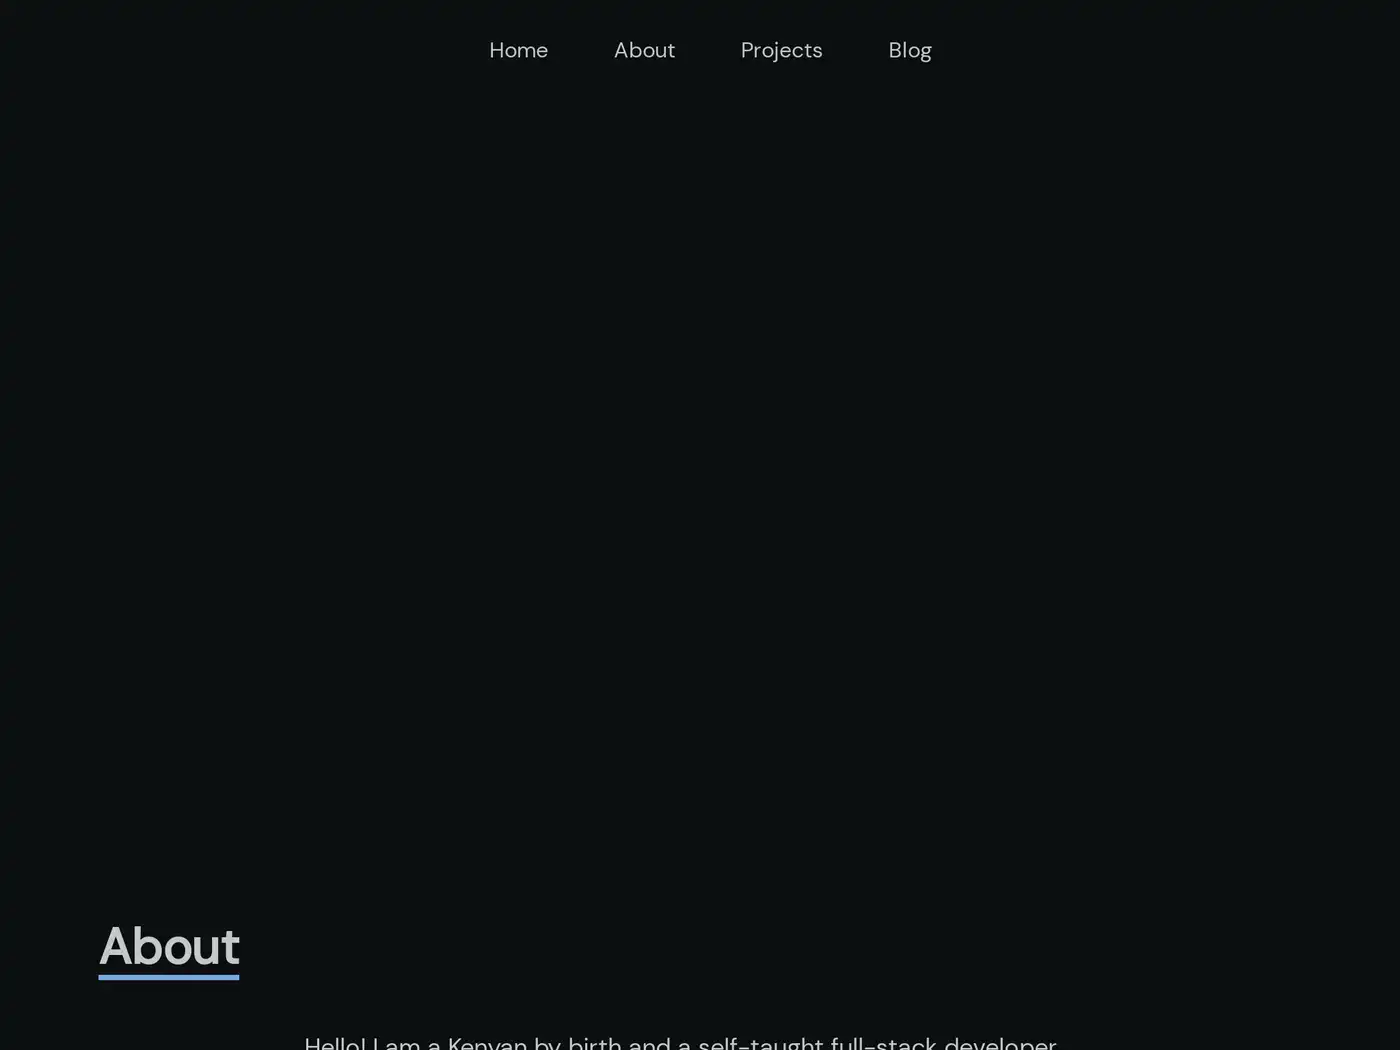 Home About Projects Blog
About
Hello! I am a Kenyan by birth and a self-taught full-stack developer